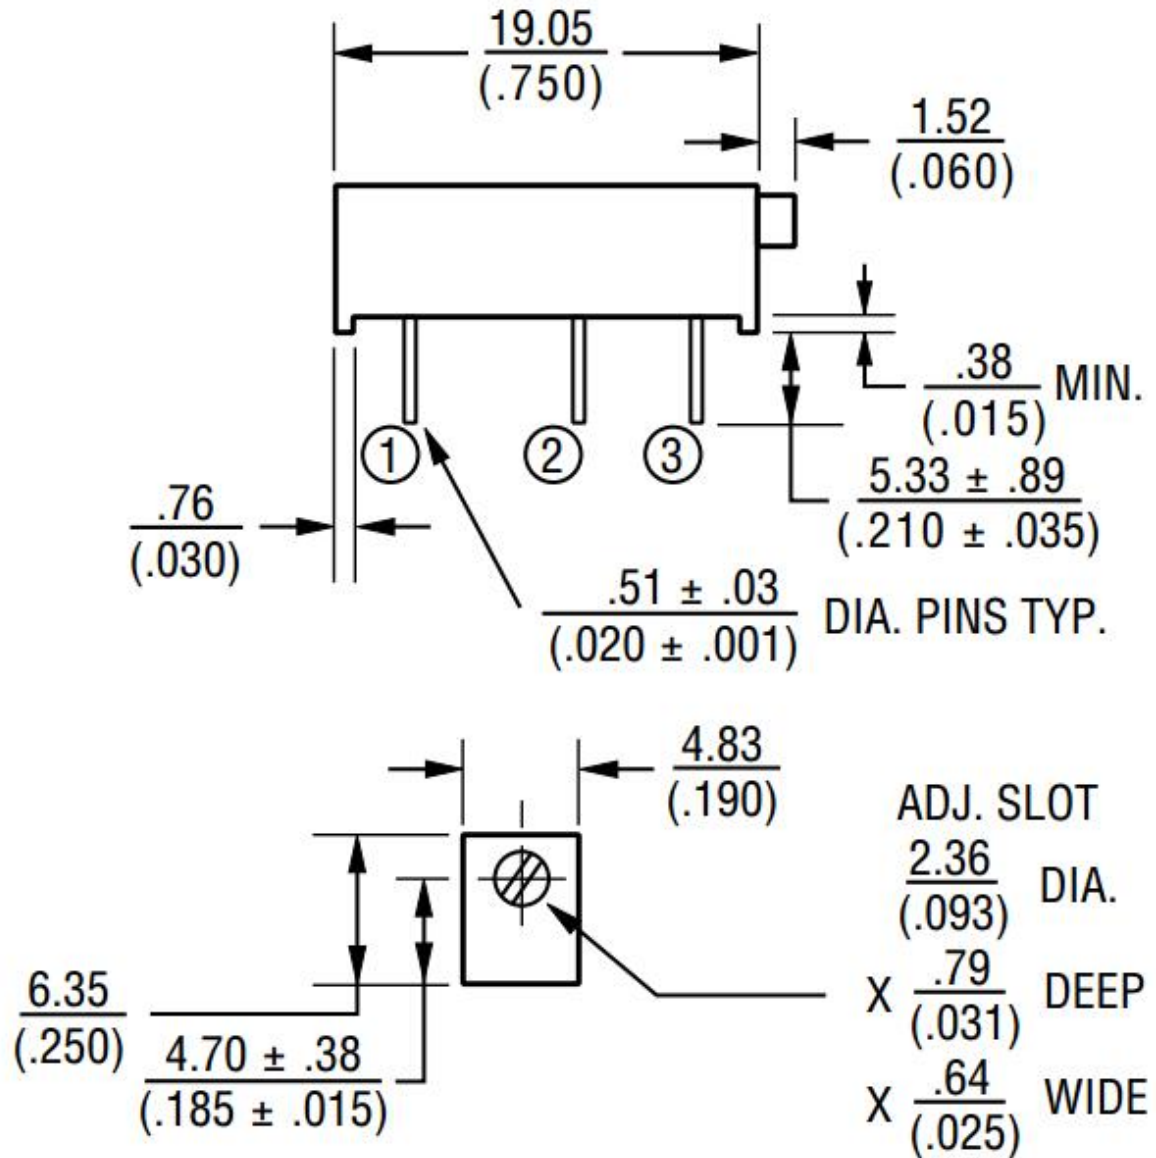 19.05
(.750)
1.52
(.060)
.38 MIN.
(.015)
1 2 3
5.33 ± .89
(.210 ± .035)
.76
(.030)
.51 ± .03 DIA. PINS TYP.
(.020 ± .001)
4.83
(.190)
ADJ. SLOT
2.36 DIA.
(.093)
X .79 DEEP
(.031)
6.35
(.250)
4.70 ± .38
(.185 ± .015)
X .64 WIDE
(.025)